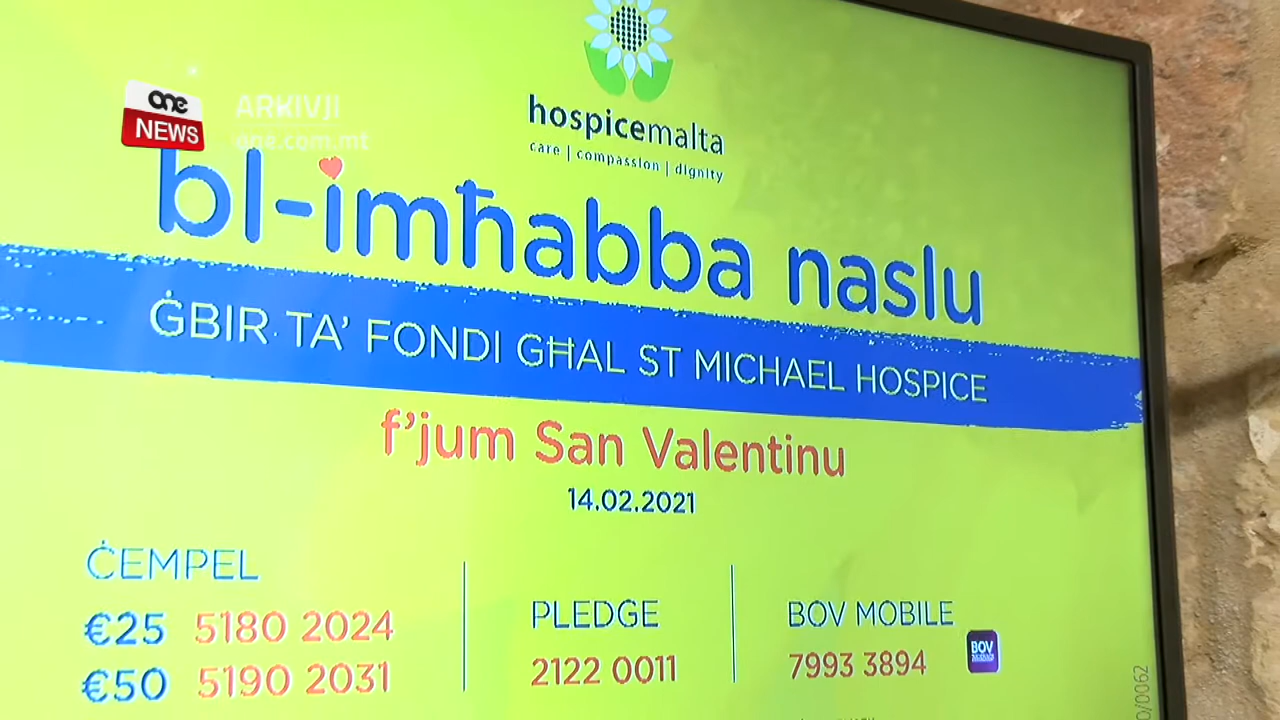 one
NEWS
ARKIVJI
one.com.mt
hospicemalta
care | compassion | dignity
bl-imħabba naslu
ĠBIR TA' FONDI GĦAL ST MICHAEL HOSPICE
f'jum San Valentinu
14.02.2021
ĊEMPEL
€25 5180 2024
€50 5190 2031
PLEDGE
2122 0011
BOV MOBILE
7993 3894
BOV
0/0062